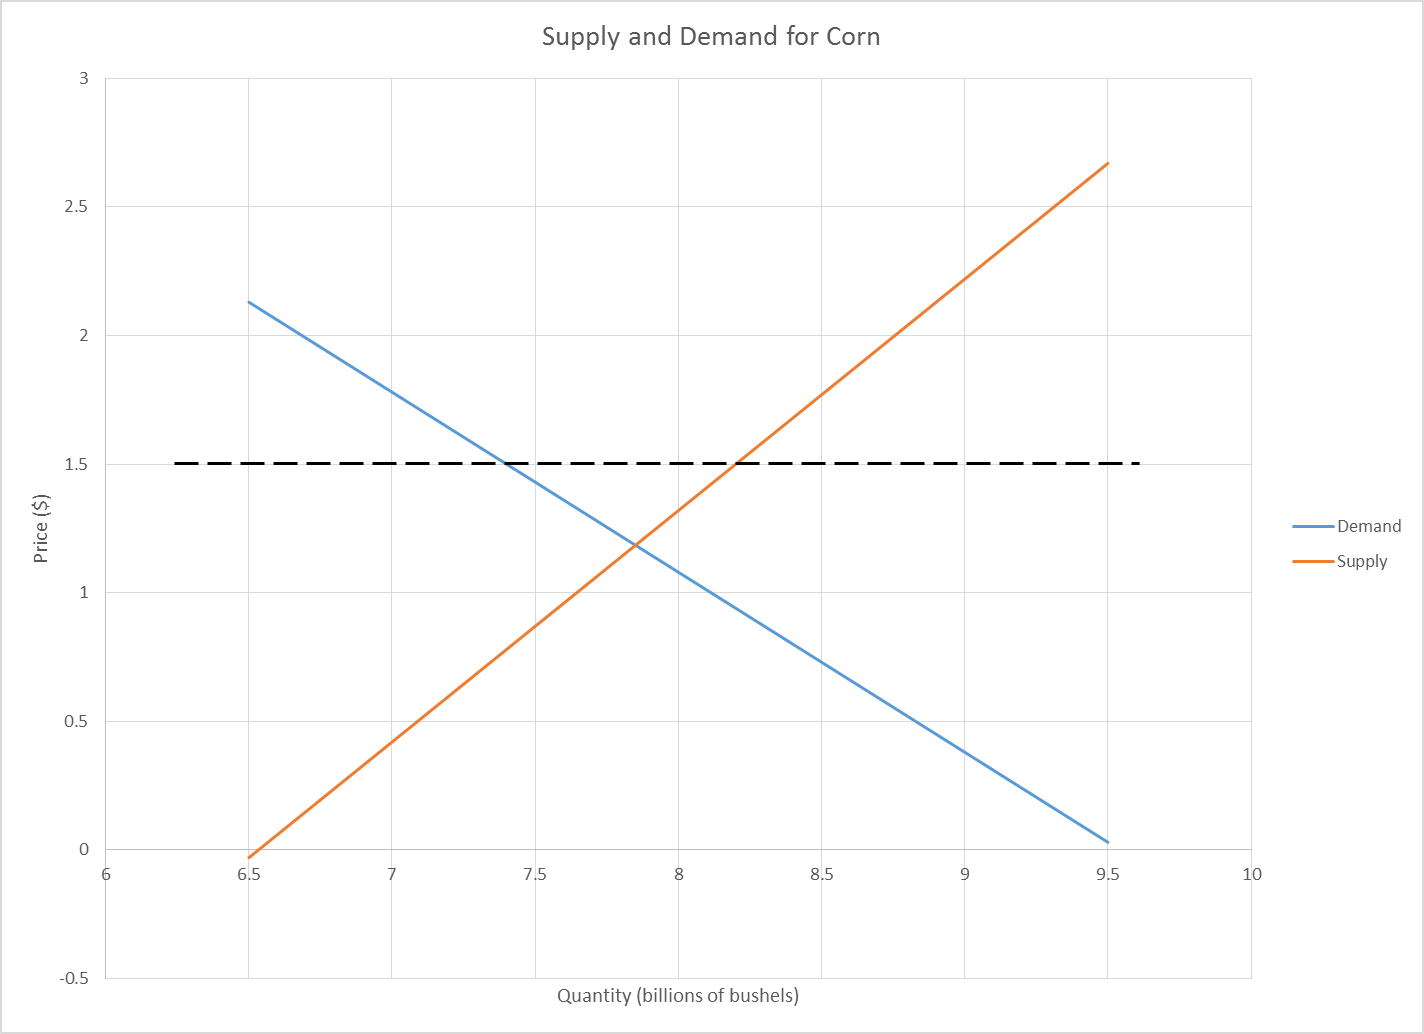 Supply and Demand for Corn
3
2.5
2
1.5
1
0.5
0
-0.5
6 6.5 7 7.5 8 8.5 9 9.5 10
Price ($)
Quantity (billions of bushels)
Demand
Supply